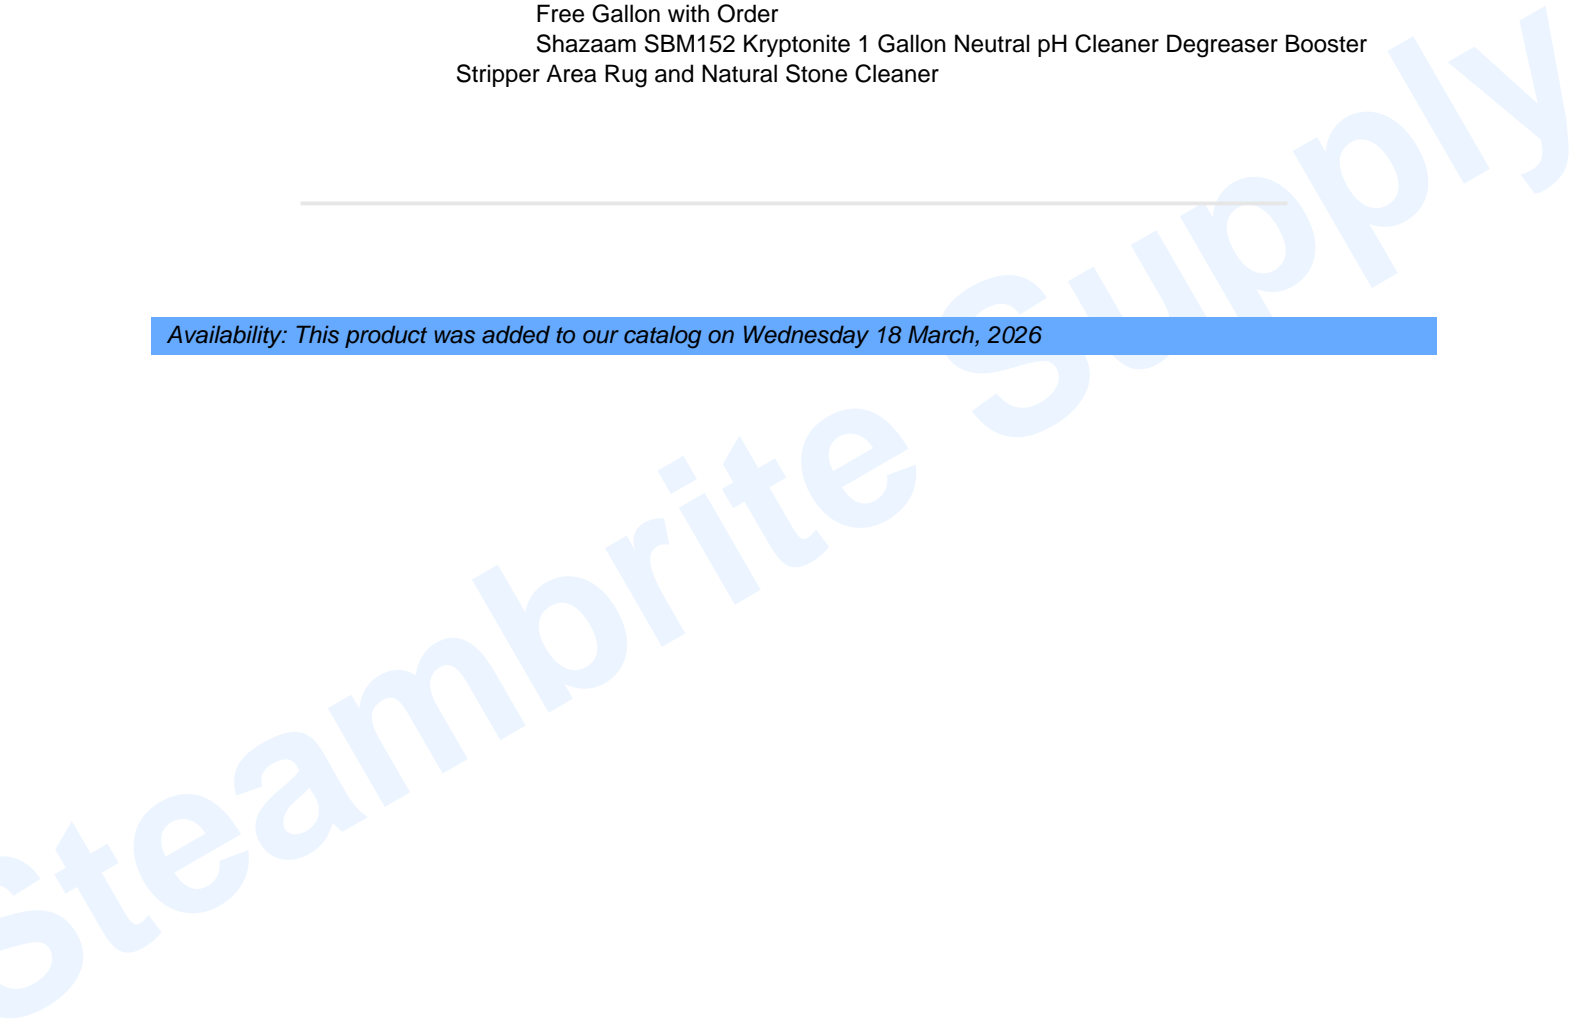 Free Gallon with Order
Shazaam SBM152 Kryptonite 1 Gallon Neutral pH Cleaner Degreaser Booster
Stripper Area Rug and Natural Stone Cleaner
Availability: This product was added to our catalog on Wednesday 18 March, 2026
Steambrite Supply